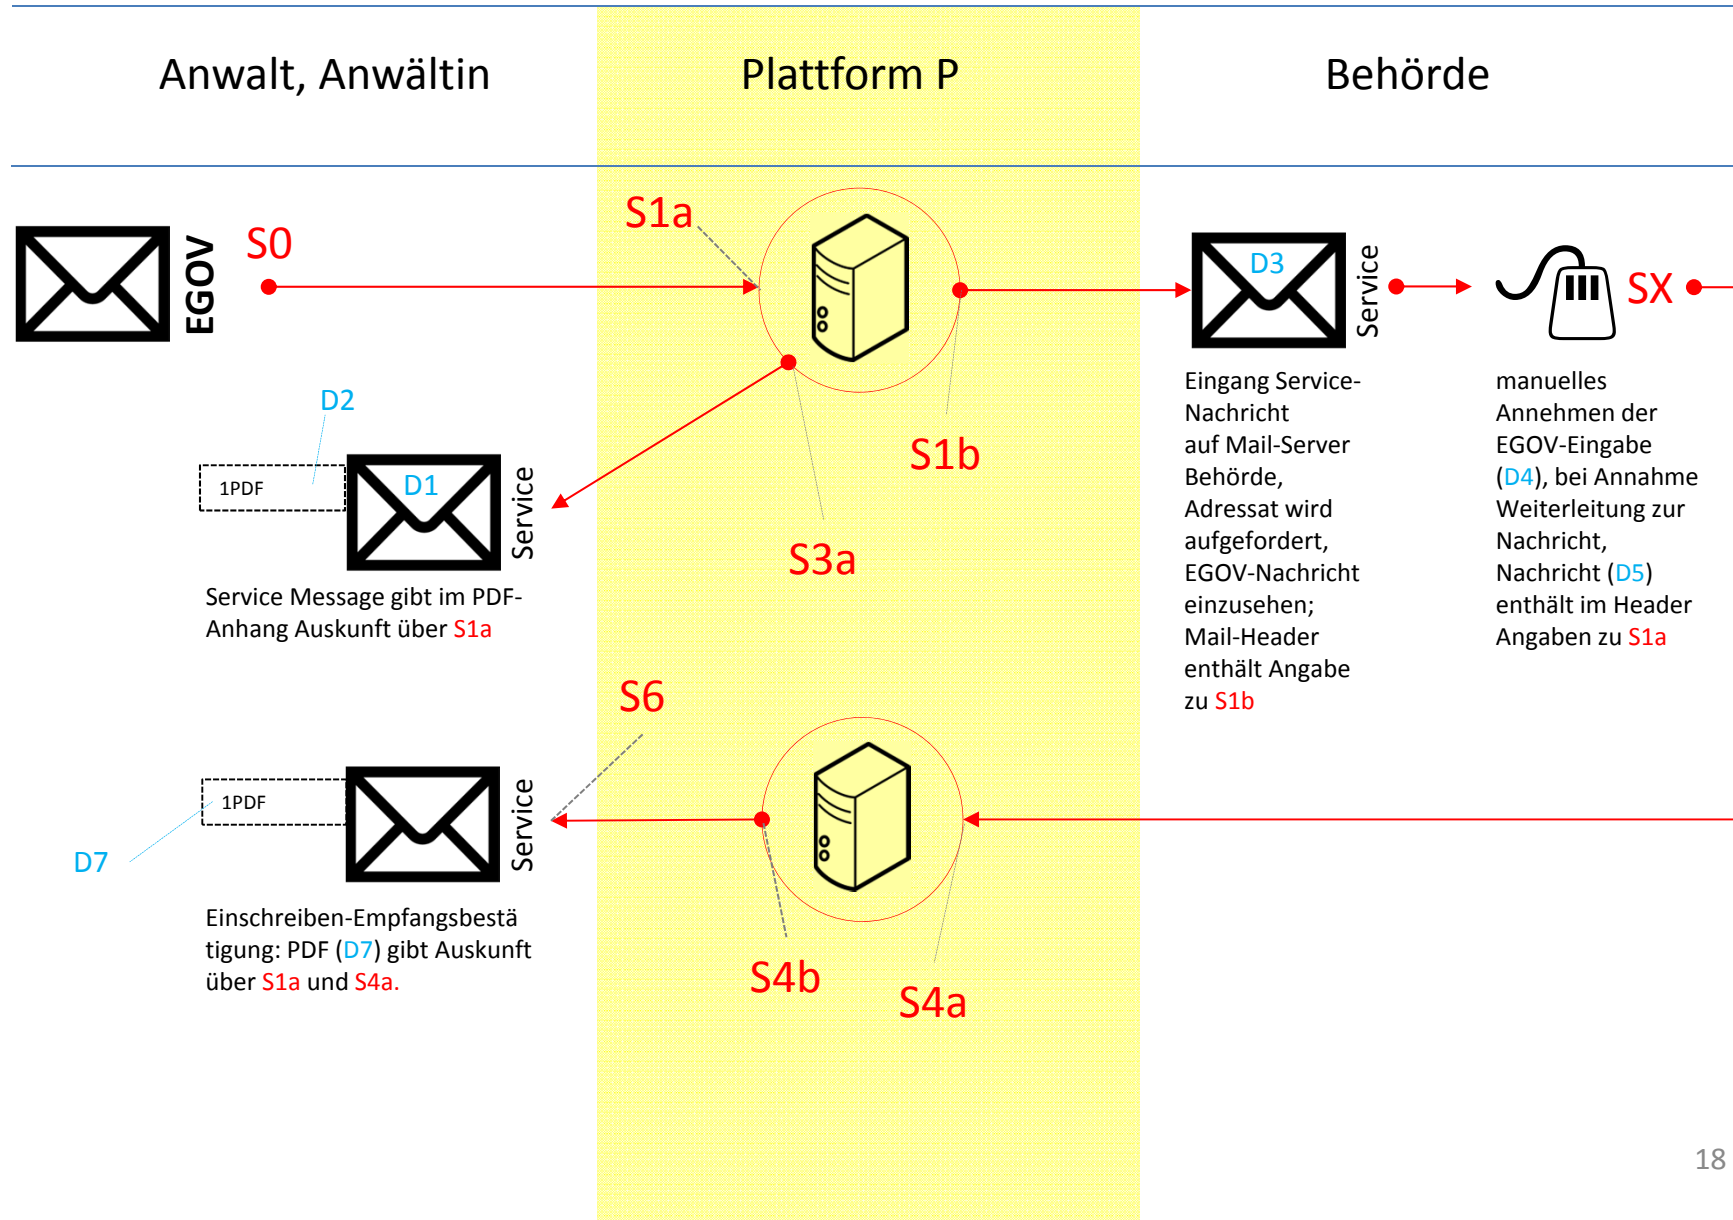 Anwalt, Anwältin
Plattform P
Behörde
EGOV
S0
S1a
D3
Service
SX
D2
1PDF
D1
Service
S3a
S1b
Service Message gibt im PDF-
Anhang Auskunft über S1a
Eingang Service-
Nachricht
auf Mail-Server
Behörde,
Adressat wird
aufgefordert,
EGOV-Nachricht
einzusehen;
Mail-Header
enthält Angabe
zu S1b
manuelles
Annehmen der
EGOV-Eingabe
(D4), bei Annahme
Weiterleitung zur
Nachricht,
Nachricht (D5)
enthält im Header
Angaben zu S1a
S6
1PDF
Service
D7
Einschreiben-Empfangsbestä
tigung: PDF (D7) gibt Auskunft
über S1a und S4a.
S4b
S4a
18